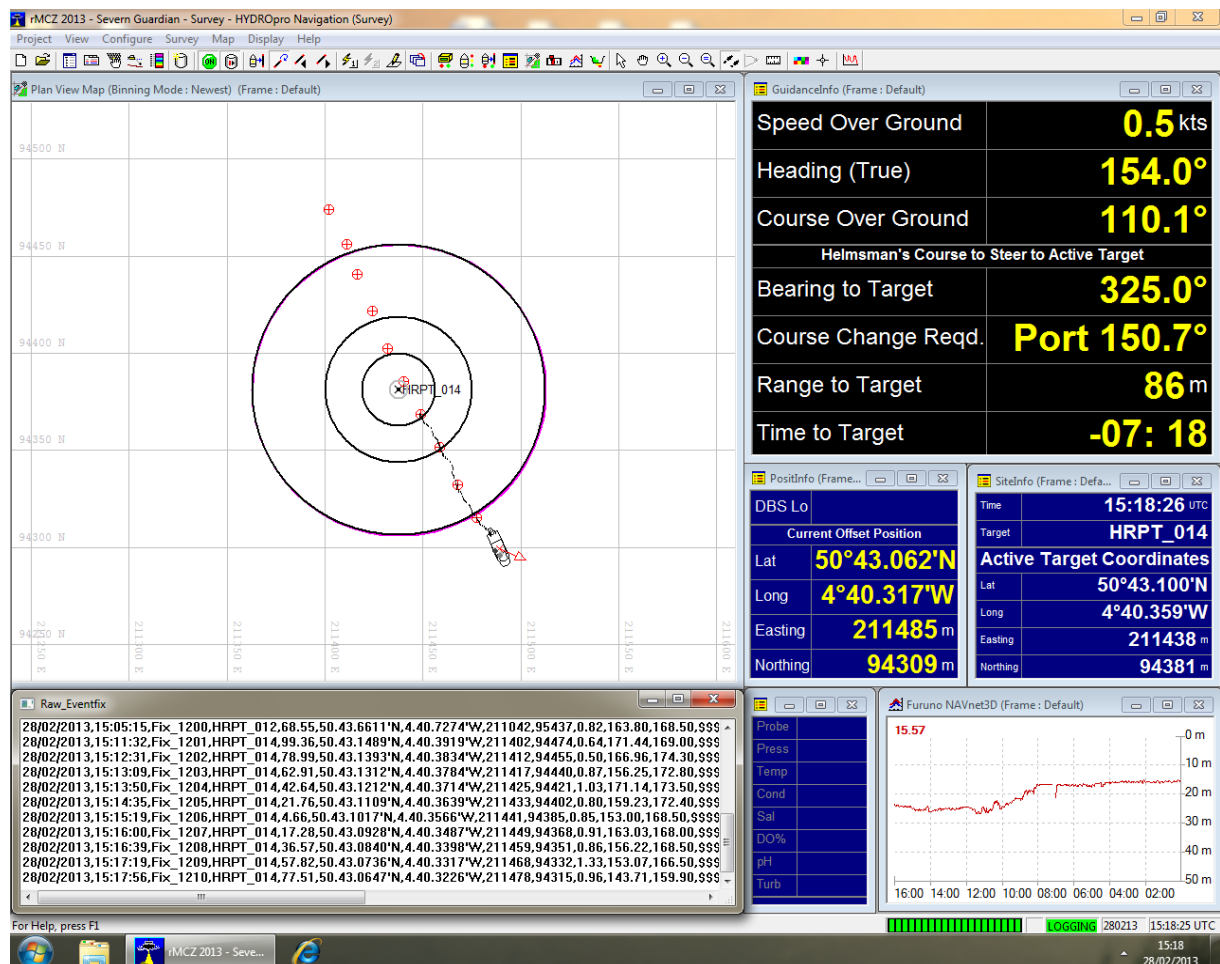 rMCZ 2013 - Severn Guardian - Survey - HYDROpro Navigation (Survey)
Project View Configure Survey Map Display Help
Plan View Map (Binning Mode : Newest) (Frame : Default)
94500 N
94450 N
94400 N
94350 N
94300 N
94250 N
HRPT_014
211250 E
211300 E
211350 E
211400 E
211450 E
211500 E
211550 E
211600 E
GuidanceInfo (Frame : Default)
Speed Over Ground 0.5 kts
Heading (True) 154.0°
Course Over Ground 110.1°
Helmsman's Course to Steer to Active Target
Bearing to Target 325.0°
Course Change Reqd. Port 150.7°
Range to Target 86 m
Time to Target -07: 18
PositInfo (Frame...
DBS Lo
Current Offset Position
Lat 50°43.062'N
Long 4°40.317'W
Easting 211485 m
Northing 94309 m
SiteInfo (Frame : Defa...
Time 15:18:26 UTC
Target HRPT_014
Active Target Coordinates
Lat 50°43.100'N
Long 4°40.359'W
Easting 211438 m
Northing 94381 m
Raw_Eventfix
28/02/2013,15:05:15,Fix_1200,HRPT_012,68.55,50.43.6611'N,4.40.7274'W,211042,95437,0.82,163.80,168.50,$$$
28/02/2013,15:11:32,Fix_1201,HRPT_014,99.36,50.43.1489'N,4.40.3919'W,211402,94474,0.64,171.44,169.00,$$$
28/02/2013,15:12:31,Fix_1202,HRPT_014,78.99,50.43.1393'N,4.40.3834'W,211412,94455,0.50,166.96,174.30,$$$
28/02/2013,15:13:09,Fix_1203,HRPT_014,62.91,50.43.1312'N,4.40.3784'W,211417,94440,0.87,156.25,172.80,$$$
28/02/2013,15:13:50,Fix_1204,HRPT_014,42.64,50.43.1212'N,4.40.3714'W,211425,94421,1.03,171.14,173.50,$$$
28/02/2013,15:14:35,Fix_1205,HRPT_014,21.76,50.43.1109'N,4.40.3639'W,211433,94402,0.80,159.23,172.40,$$$
28/02/2013,15:15:19,Fix_1206,HRPT_014,4.66,50.43.1017'N,4.40.3566'W,211441,94385,0.85,153.00,168.50,$$$
28/02/2013,15:16:00,Fix_1207,HRPT_014,17.28,50.43.0928'N,4.40.3487'W,211449,94368,0.91,163.03,168.00,$$$
28/02/2013,15:16:39,Fix_1208,HRPT_014,36.57,50.43.0840'N,4.40.3398'W,211459,94351,0.86,156.22,168.50,$$$
28/02/2013,15:17:19,Fix_1209,HRPT_014,57.82,50.43.0736'N,4.40.3317'W,211468,94332,1.33,153.07,166.50,$$$
28/02/2013,15:17:56,Fix_1210,HRPT_014,77.51,50.43.0647'N,4.40.3226'W,211478,94315,0.96,143.71,159.90,$$$
Probe
Press
Temp
Cond
Sal
DO%
pH
Turb
Furuno NAVnet3D (Frame : Default)
15.57
0 m
10 m
20 m
30 m
40 m
50 m
16:00 14:00 12:00 10:00 08:00 06:00 04:00 02:00
For Help, press F1
LOGGING 280213 15:18:25 UTC
rMCZ 2013 - Seve...
15:18
28/02/2013